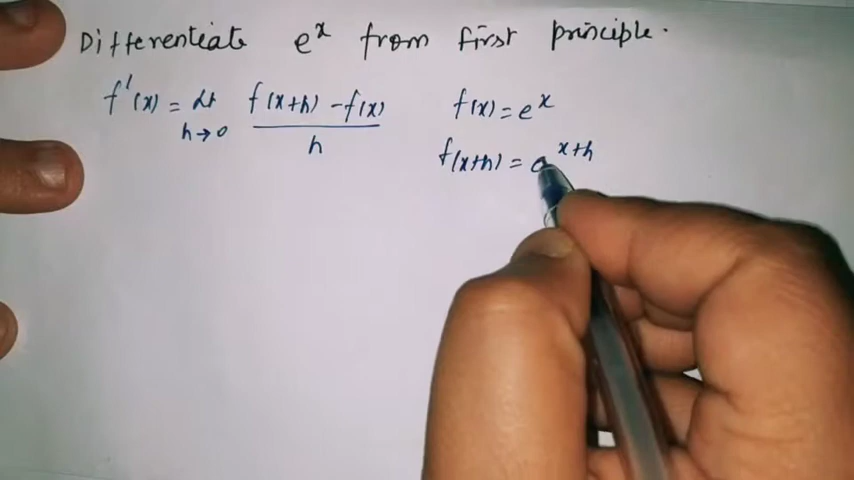 Differentiate e^x from first principle.
f'(x) = Lt h→0 f(x+h) - f(x) / h
f(x) = e^x
f(x+h) = e^x+h